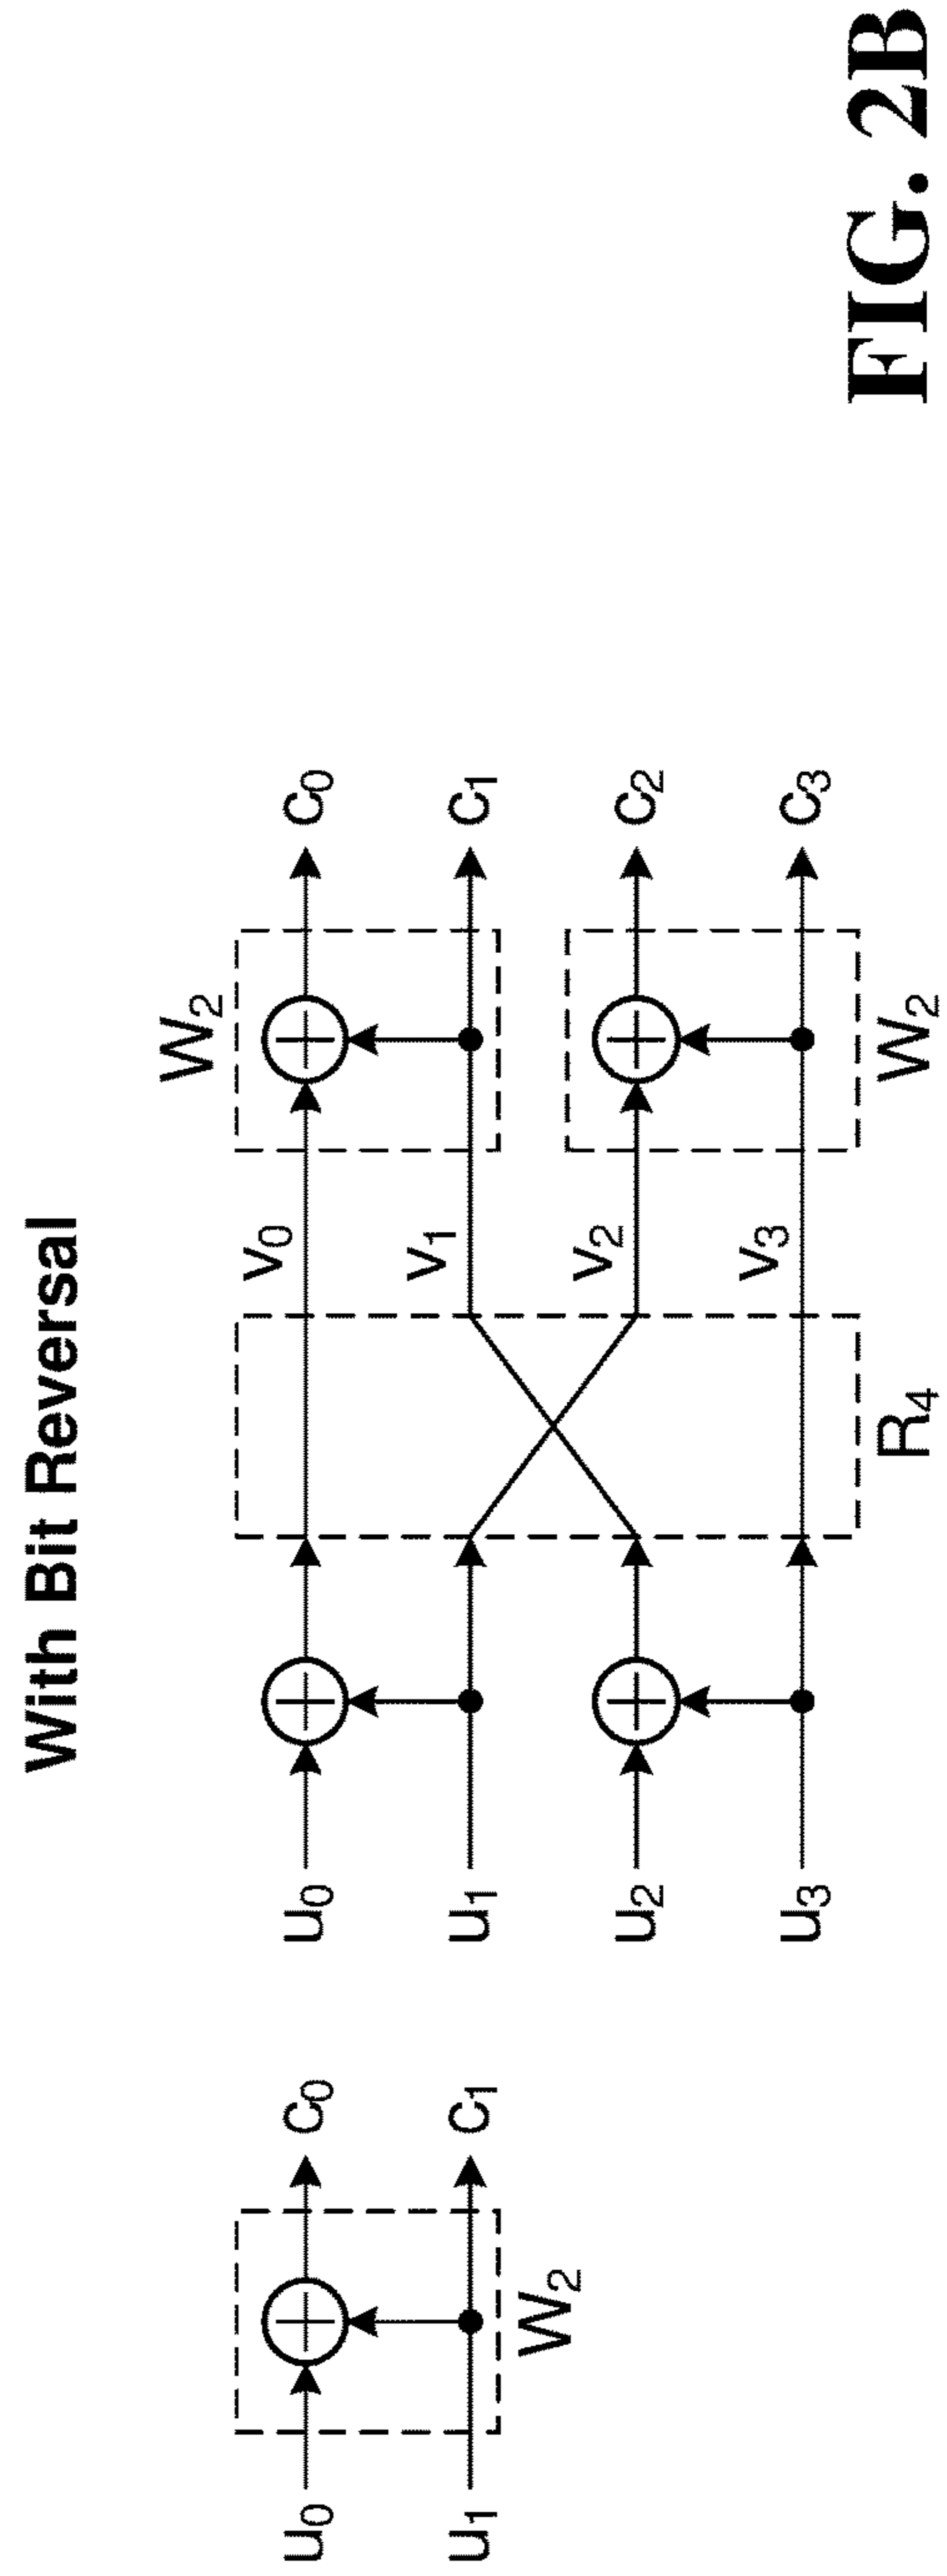 With Bit Reversal
u0
c0
u1
c1
W2
W2
u0
v0
c0
u1
v1
c1
u2
v2
c2
u3
v3
c3
R4
W2
FIG. 2B